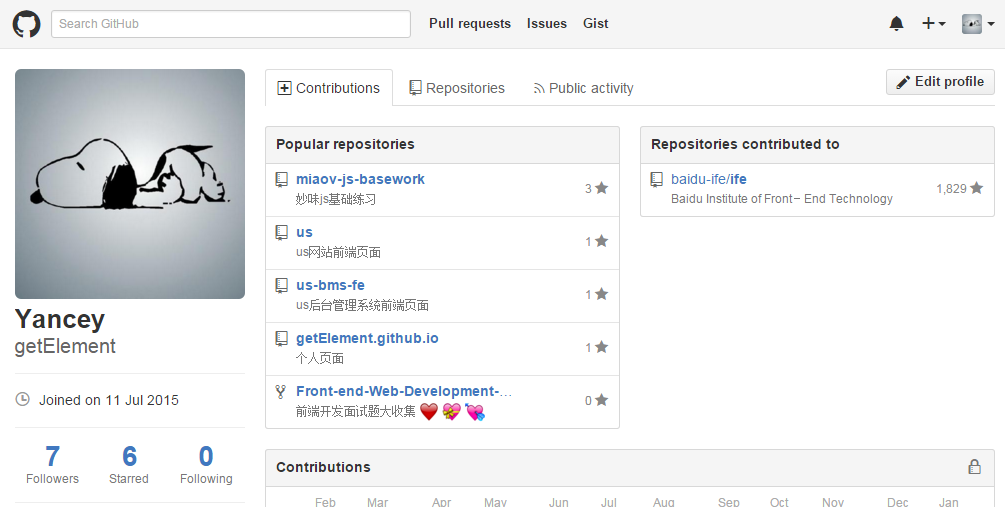 Search GitHub Pull requests Issues Gist
Contributions Repositories Public activity Edit profile
Yancey
getElement
Joined on 11 Jul 2015
7 6 0
Followers Starred Following
Popular repositories
miaov-js-basework
妙味js基础练习
3
us
us网站前端页面
1
us-bms-fe
us后台管理系统前端页面
1
getElement.github.io
个人页面
1
Front-end-Web-Development-...
前端开发面试题大收集 ❤️ 💝 💘
0
Repositories contributed to
baidu-ife/ife
Baidu Institute of Front– End Technology
1,829
Contributions
Feb Mar Apr May Jun Jul Aug Sep Oct Nov Dec Jan